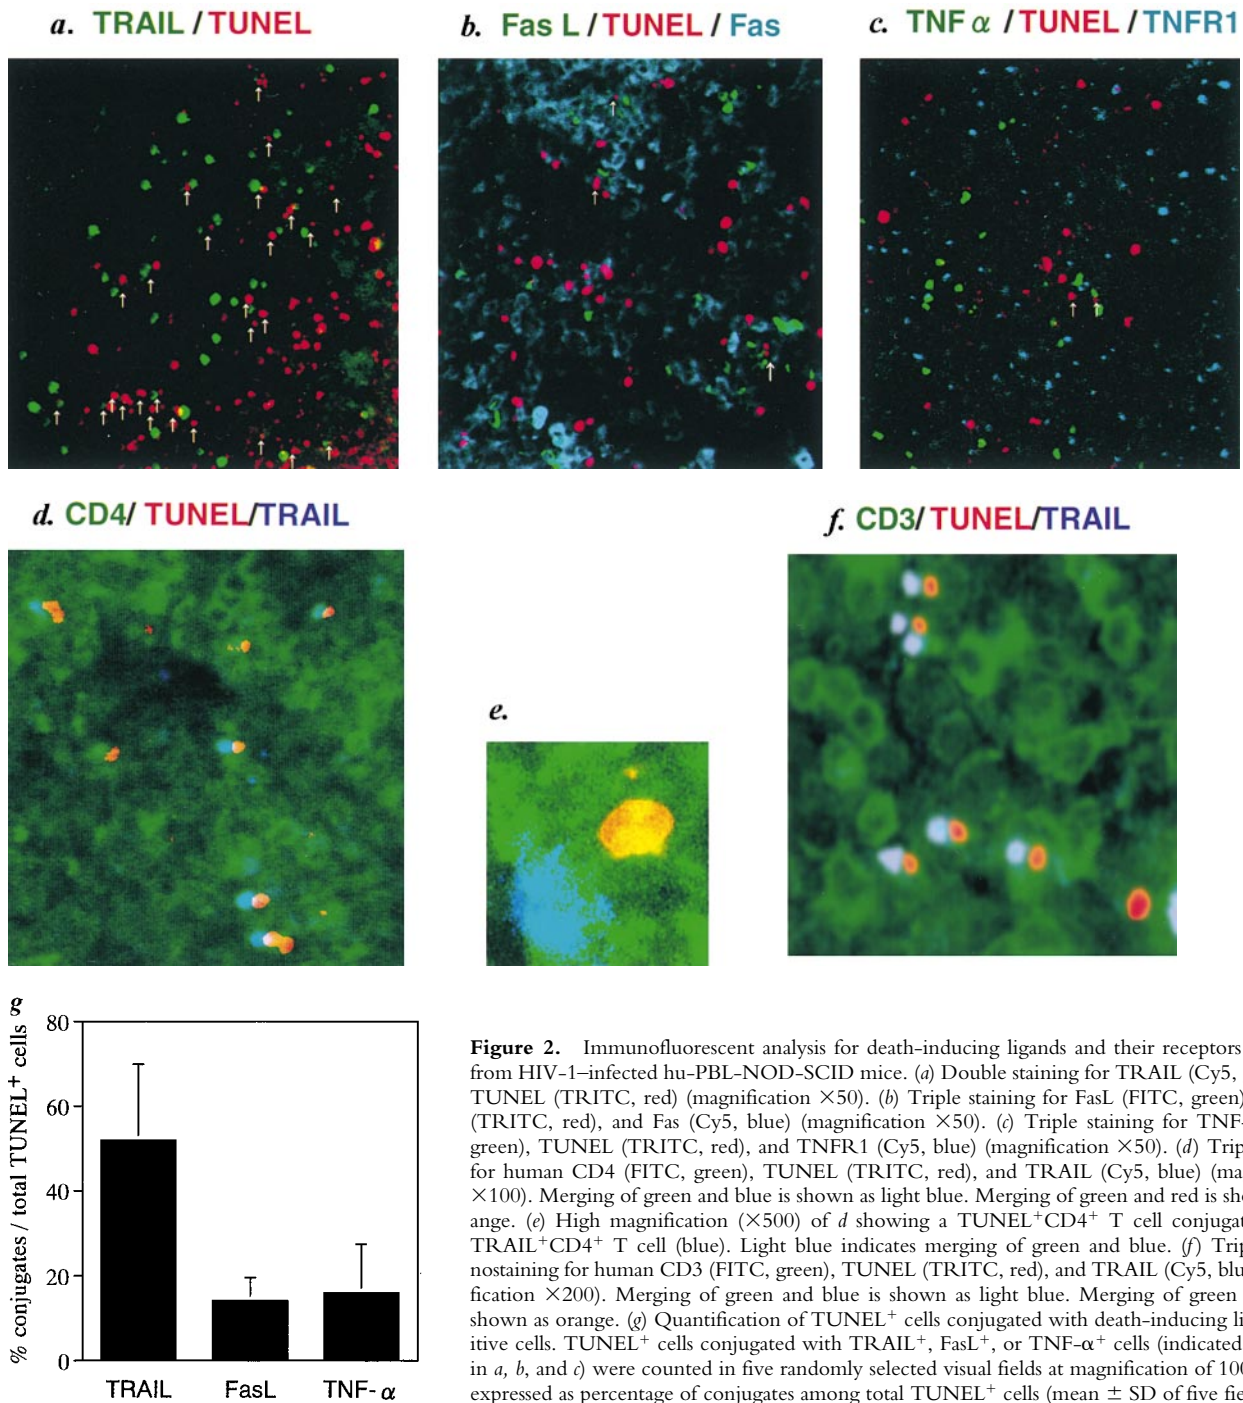 a. TRAIL / TUNEL
b. Fas L / TUNEL / Fas
c. TNF α / TUNEL / TNFR1
d. CD4/ TUNEL/TRAIL
e.
f. CD3/ TUNEL/TRAIL
g
% conjugates / total TUNEL+ cells
80
60
40
20
0
TRAIL FasL TNF-α
Figure 2. Immunofluorescent analysis for death-inducing ligands and their receptors
from HIV-1–infected hu-PBL-NOD-SCID mice. (a) Double staining for TRAIL (Cy5,
TUNEL (TRITC, red) (magnification ×50). (b) Triple staining for FasL (FITC, green)
(TRITC, red), and Fas (Cy5, blue) (magnification ×50). (c) Triple staining for TNF-
green), TUNEL (TRITC, red), and TNFR1 (Cy5, blue) (magnification ×50). (d) Trip
for human CD4 (FITC, green), TUNEL (TRITC, red), and TRAIL (Cy5, blue) (ma
×100). Merging of green and blue is shown as light blue. Merging of green and red is sho
ange. (e) High magnification (×500) of d showing a TUNEL+CD4+ T cell conjugat
TRAIL+CD4+ T cell (blue). Light blue indicates merging of green and blue. (f) Trip
nostaining for human CD3 (FITC, green), TUNEL (TRITC, red), and TRAIL (Cy5, blu
fication ×200). Merging of green and blue is shown as light blue. Merging of green
shown as orange. (g) Quantification of TUNEL+ cells conjugated with death-inducing li
itive cells. TUNEL+ cells conjugated with TRAIL+, FasL+, or TNF-α+ cells (indicated
in a, b, and c) were counted in five randomly selected visual fields at magnification of 100
expressed as percentage of conjugates among total TUNEL+ cells (mean ± SD of five fie